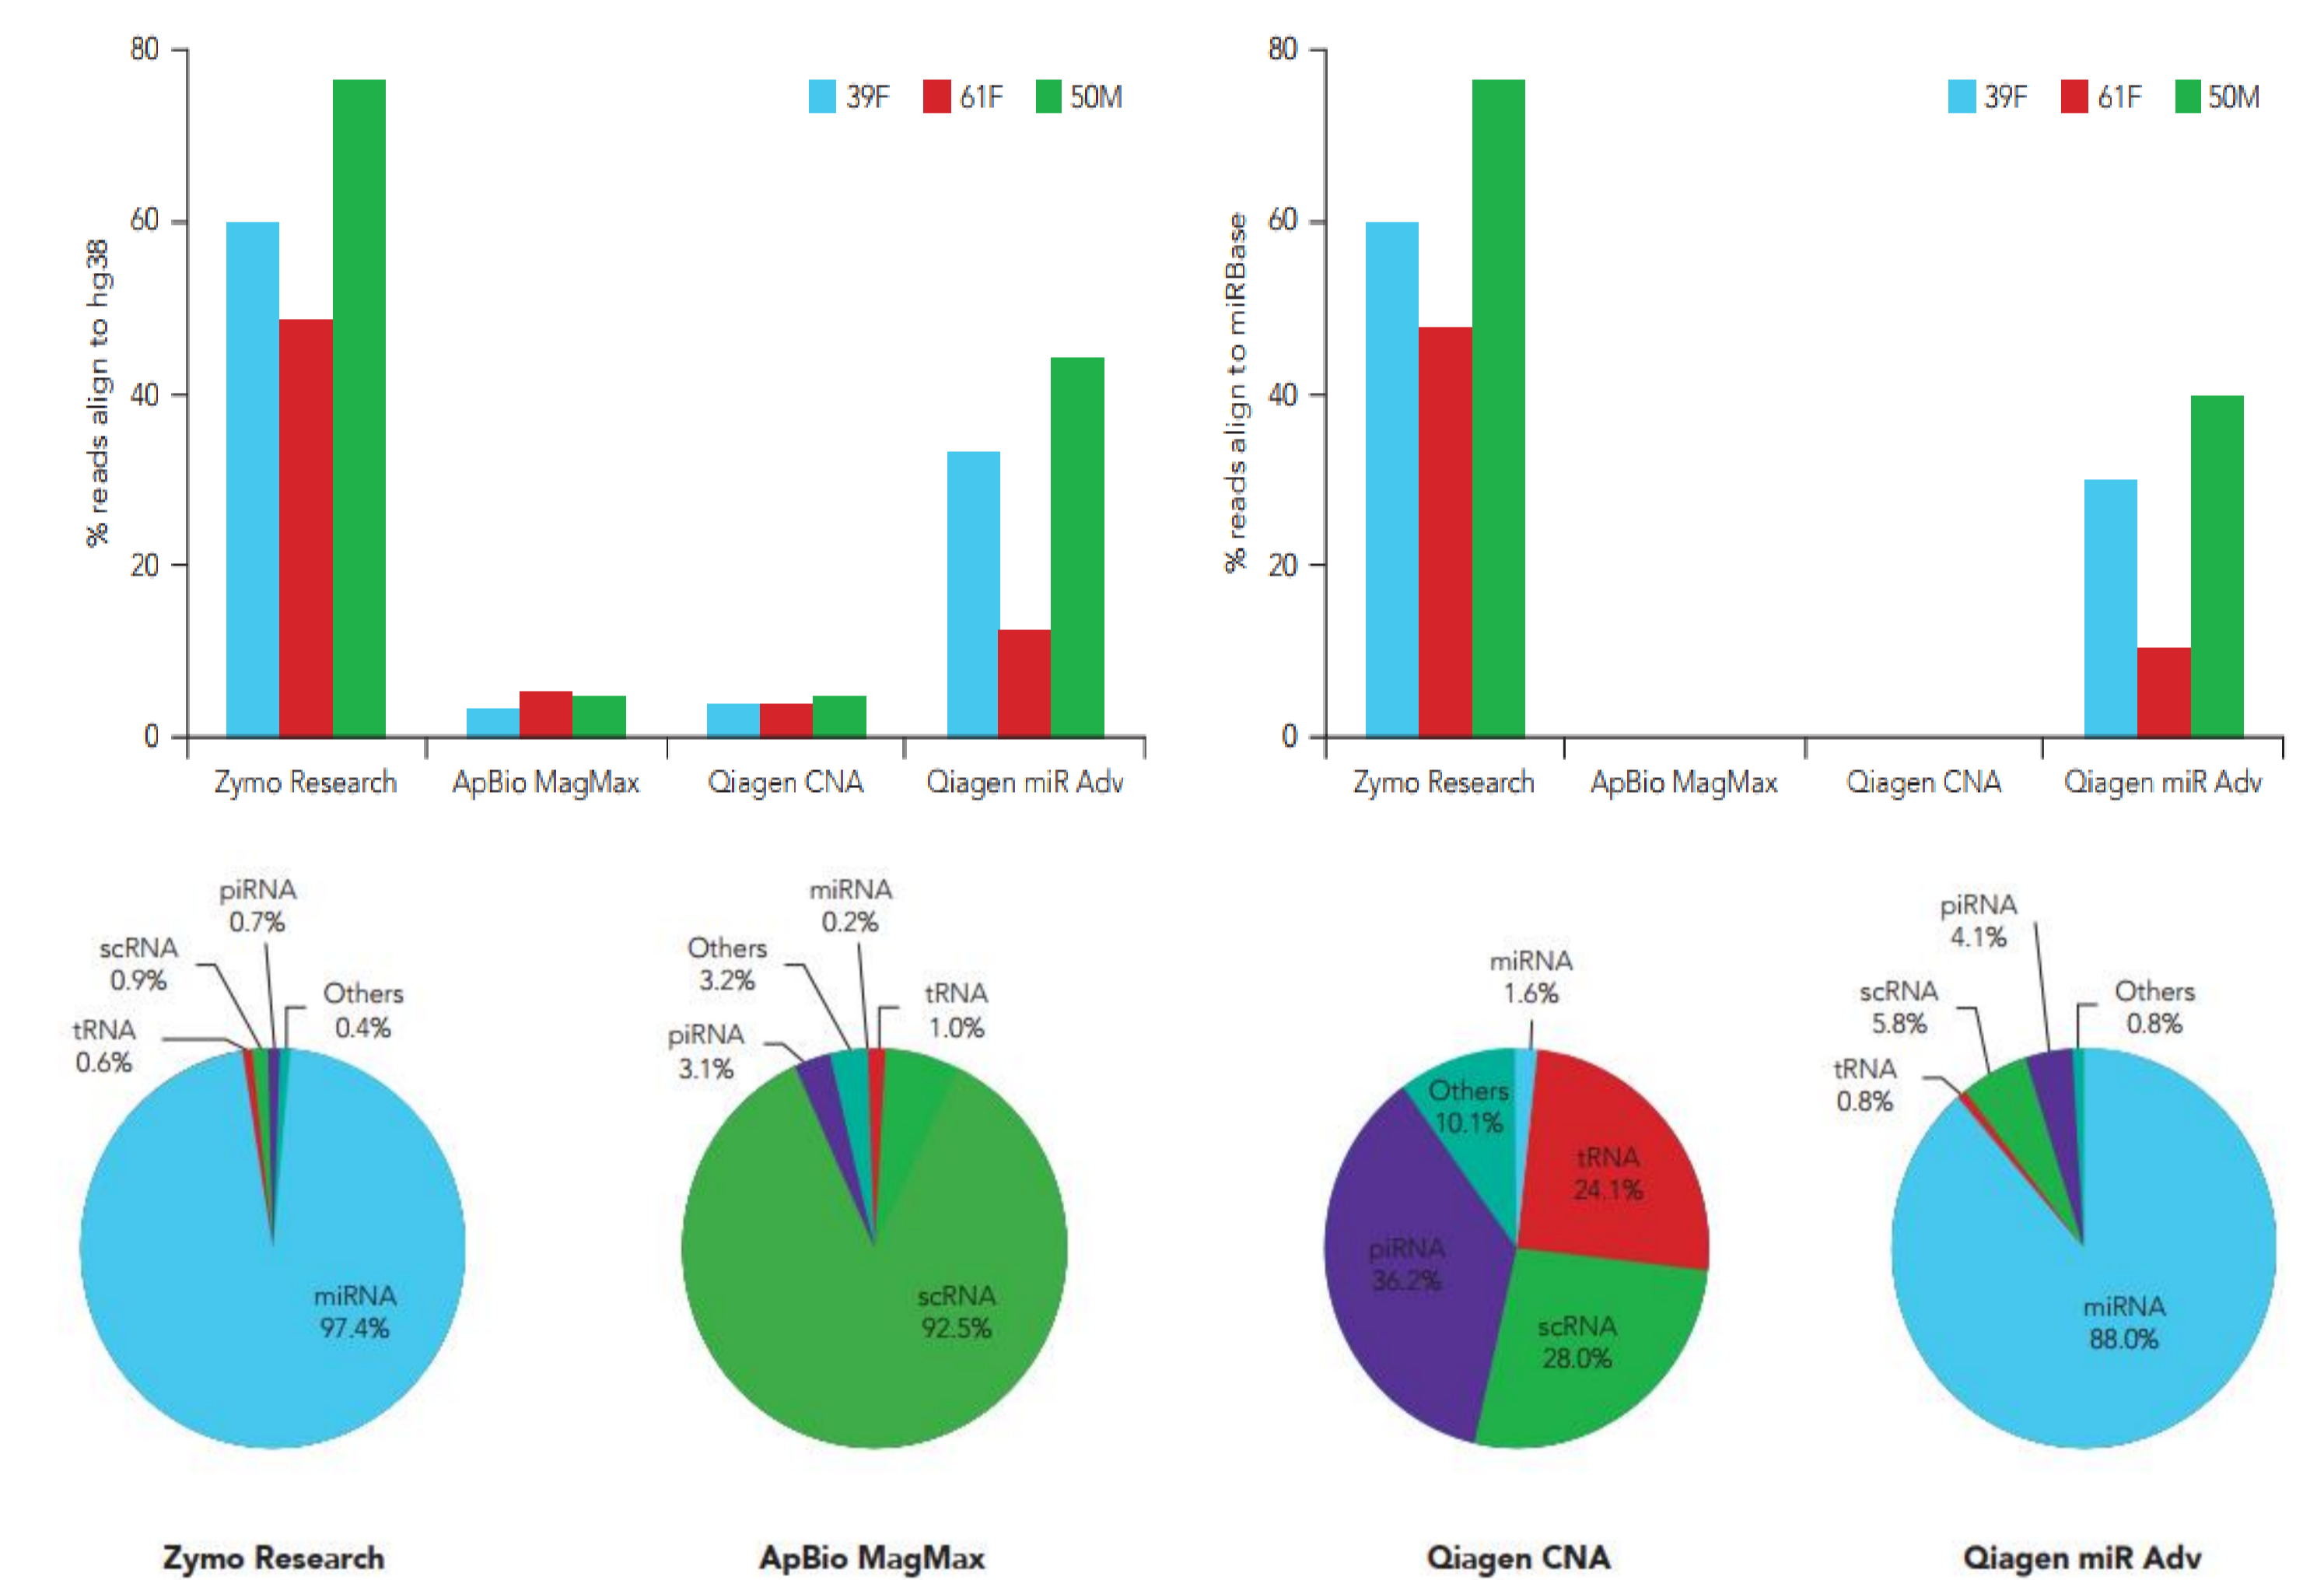 80
60
40
20
0
% reads align to hg38
39F 61F 50M
Zymo Research ApBio MagMax Qiagen CNA Qiagen miR Adv
80
60
40
20
0
% reads align to miRBase
39F 61F 50M
Zymo Research ApBio MagMax Qiagen CNA Qiagen miR Adv
piRNA
0.7%
scRNA
0.9%
Others
0.4%
tRNA
0.6%
miRNA
97.4%
Zymo Research
miRNA
0.2%
Others
3.2%
tRNA
1.0%
piRNA
3.1%
scRNA
92.5%
ApBio MagMax
miRNA
1.6%
Others
10.1%
tRNA
24.1%
piRNA
36.2%
scRNA
28.0%
Qiagen CNA
piRNA
4.1%
scRNA
5.8%
Others
0.8%
tRNA
0.8%
miRNA
88.0%
Qiagen miR Adv